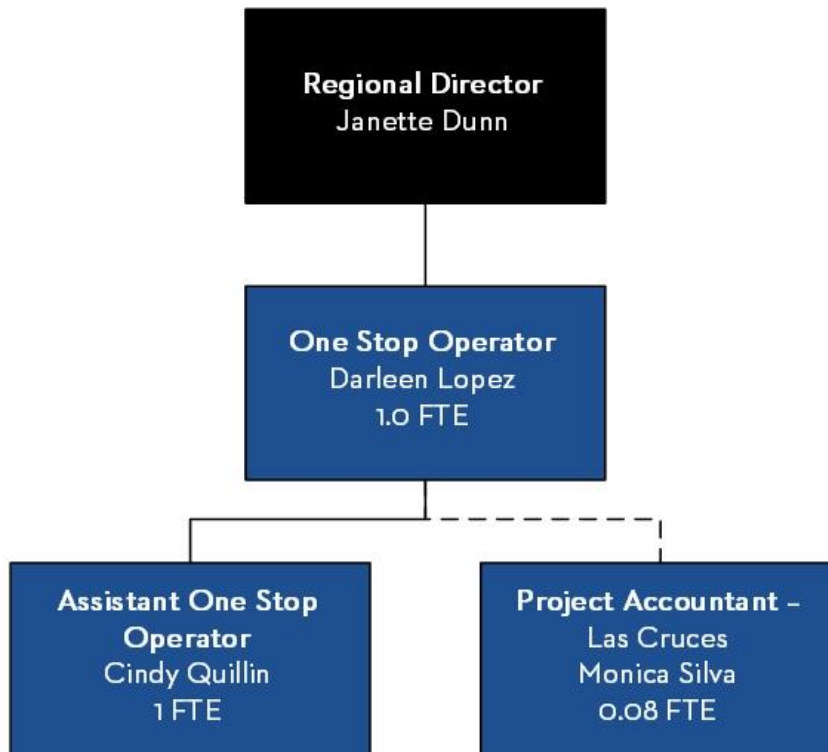 Regional Director
Janette Dunn
One Stop Operator
Darleen Lopez
1.0 FTE
Assistant One Stop
Operator
Cindy Quillin
1 FTE
Project Accountant –
Las Cruces
Monica Silva
0.08 FTE